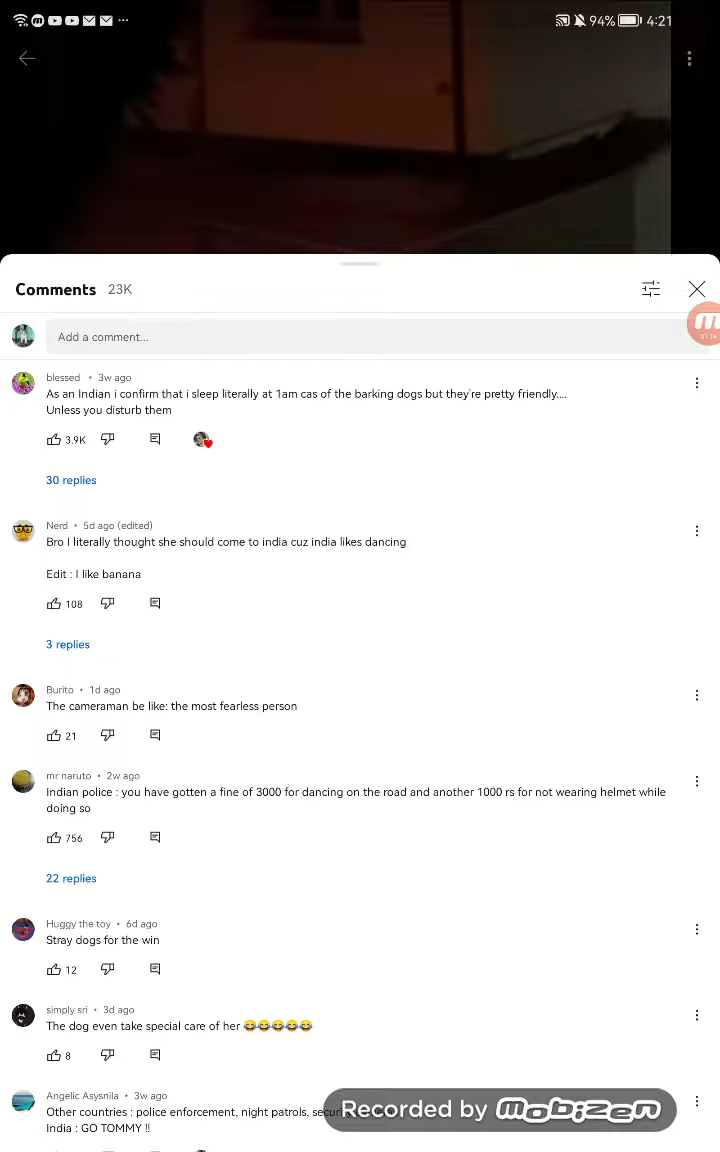 94% 4:21
Comments 23K
Add a comment...
01:14
blessed • 3w ago
As an Indian i confirm that i sleep literally at 1am cas of the barking dogs but they're pretty friendly....
Unless you disturb them
3.9K
30 replies
Nerd • 5d ago (edited)
Bro I literally thought she should come to india cuz india likes dancing
Edit : I like banana
108
3 replies
Burito • 1d ago
The cameraman be like: the most fearless person
21
mr naruto • 2w ago
Indian police : you have gotten a fine of 3000 for dancing on the road and another 1000 rs for not wearing helmet while
doing so
756
22 replies
Huggy the toy • 6d ago
Stray dogs for the win
12
simply sri • 3d ago
The dog even take special care of her 😂😂😂😂😂
8
Angelic Asysnila • 3w ago
Other countries : police enforcement, night patrols,
India : GO TOMMY !!
Recorded by mobizen